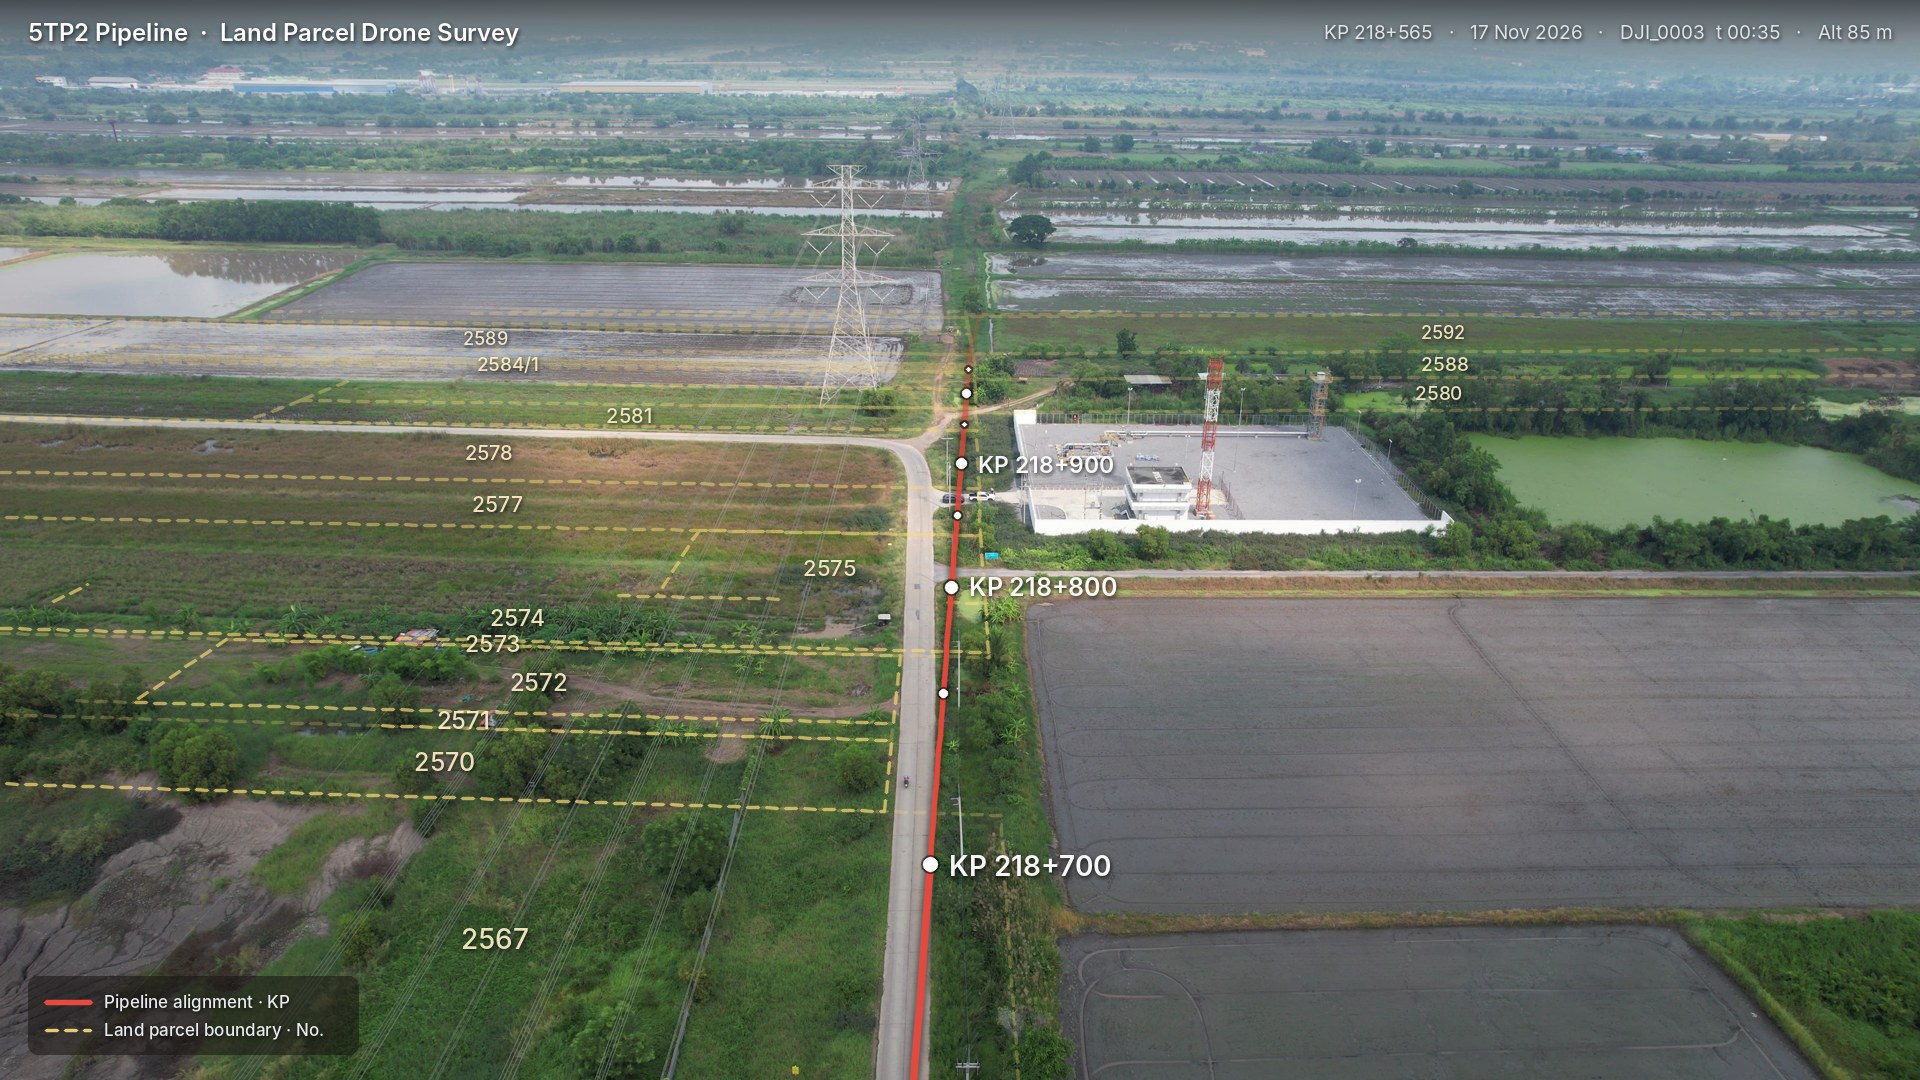 5TP2 Pipeline · Land Parcel Drone Survey
KP 218+565 · 17 Nov 2026 · DJI_0003 t 00:35 · Alt 85 m
2589
2592
2584/1
2588
2580
2581
2578
KP 218+900
2577
2575
KP 218+800
2574
2573
2572
2571
2570
KP 218+700
2567
Pipeline alignment · KP
Land parcel boundary · No.